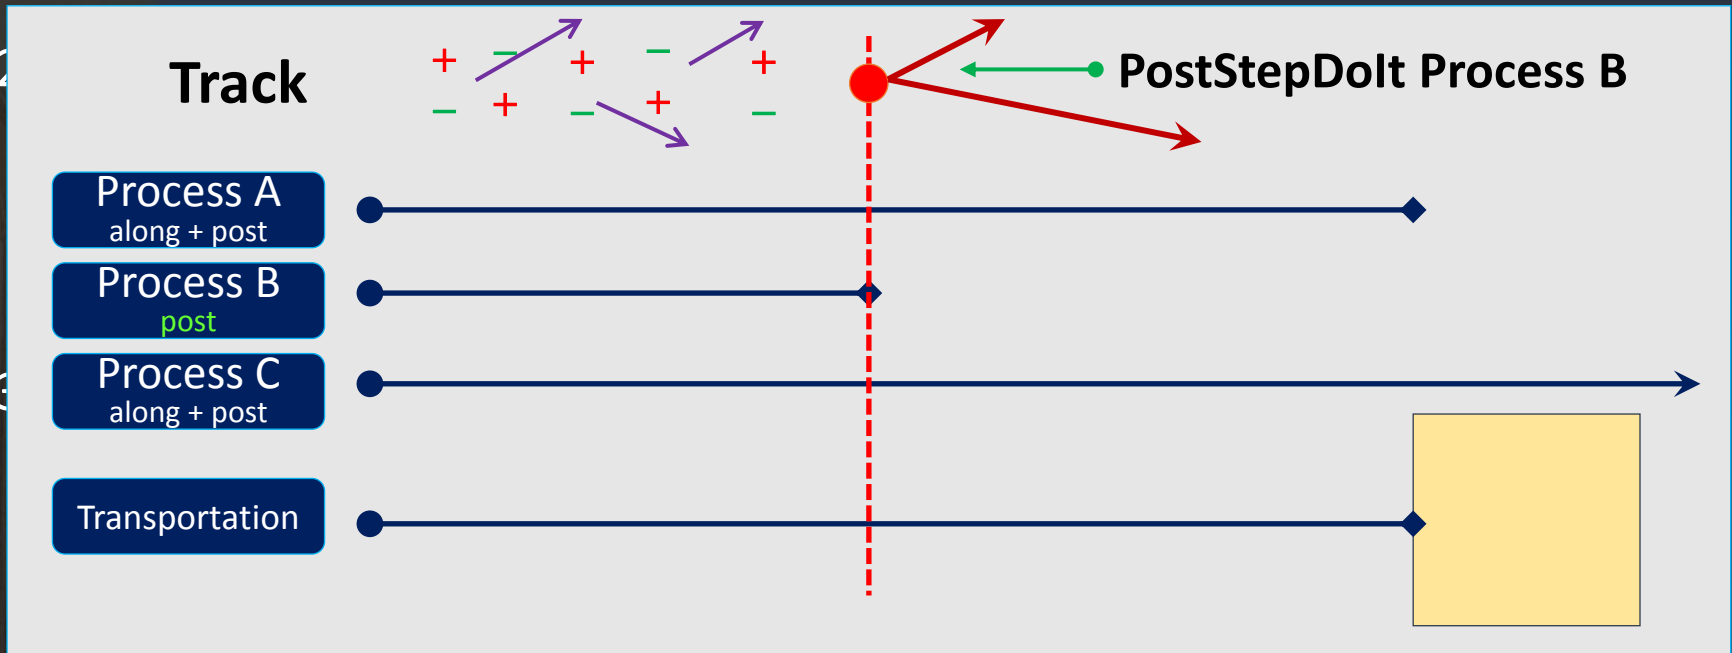 Track
+ − + − +
− + − + −
PostStepDoIt Process B
Process A
along + post
Process B
post
Process C
along + post
Transportation